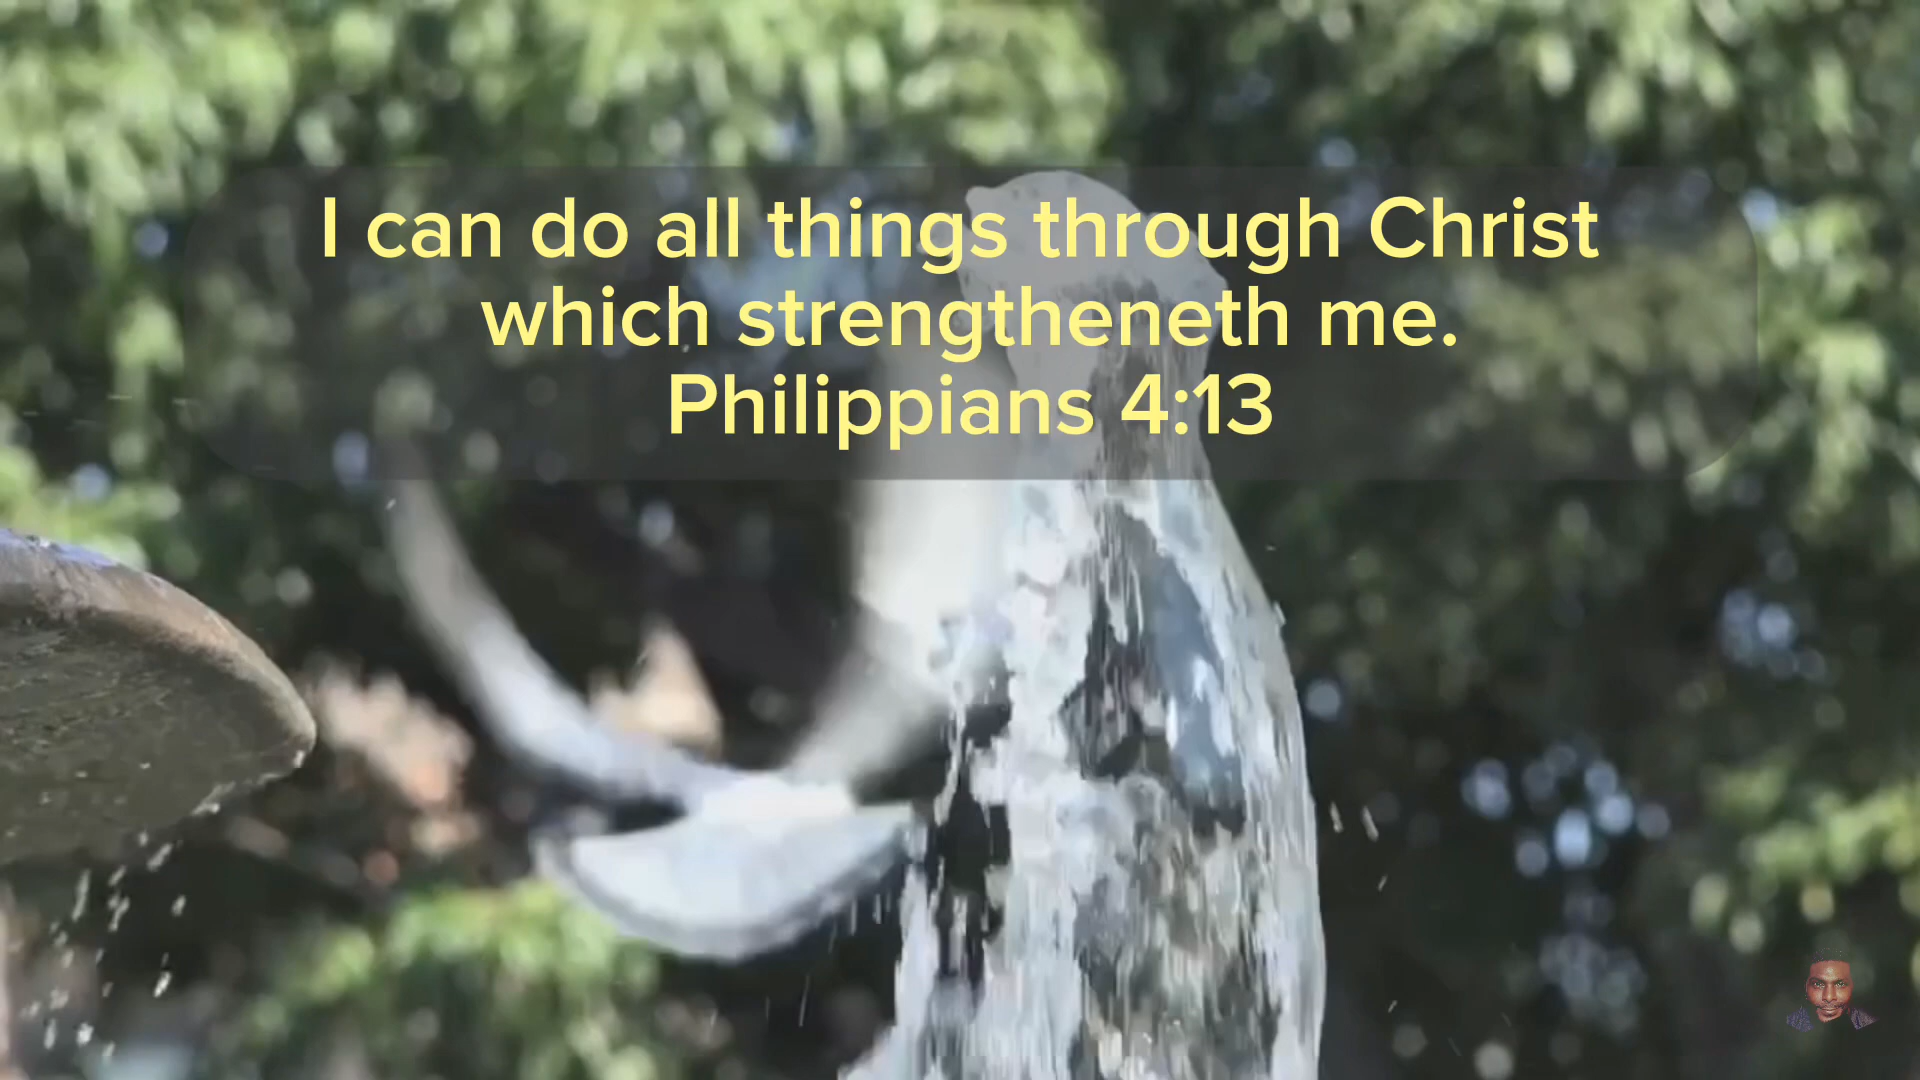 I can do all things through Christ
which strengtheneth me.
Philippians 4:13